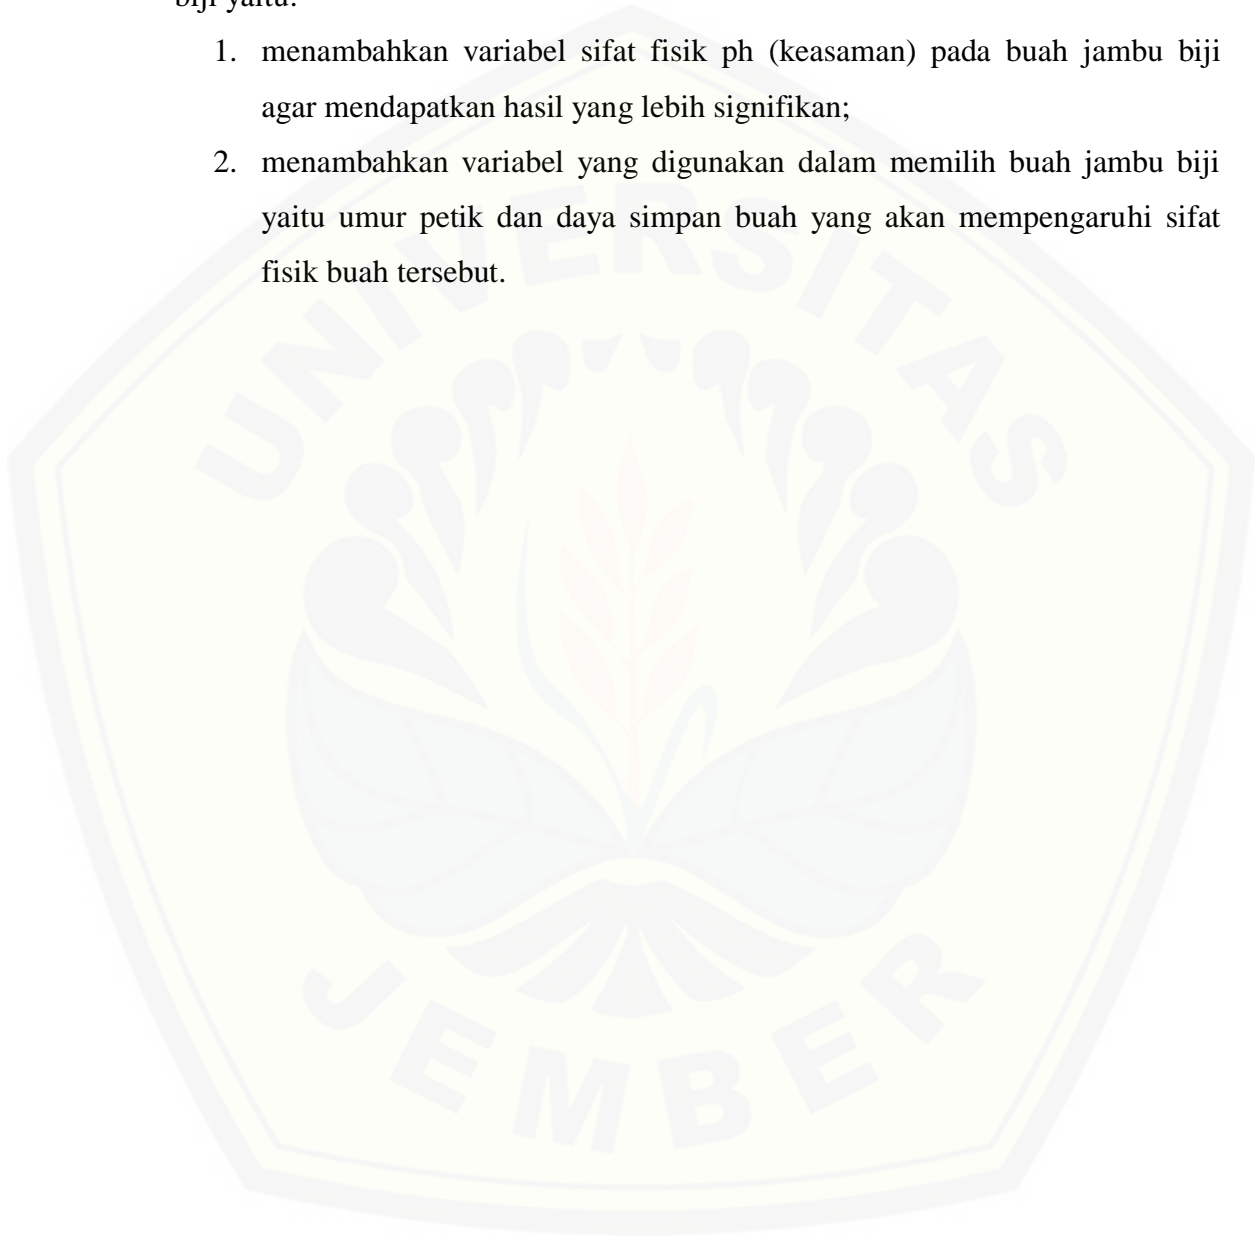 biji yaitu:
1. menambahkan variabel sifat fisik ph (keasaman) pada buah jambu biji
agar mendapatkan hasil yang lebih signifikan;
2. menambahkan variabel yang digunakan dalam memilih buah jambu biji
yaitu umur petik dan daya simpan buah yang akan mempengaruhi sifat
fisik buah tersebut.
UNIVERSITAS
JEMBER